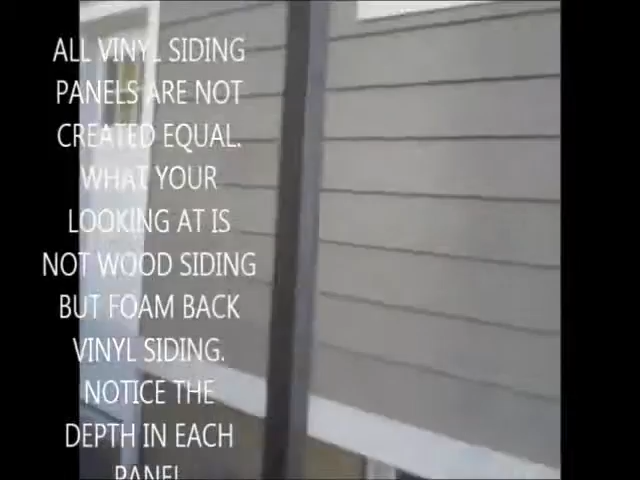 ALL VINYL SIDING
PANELS ARE NOT
CREATED EQUAL.
WHAT YOUR
LOOKING AT IS
NOT WOOD SIDING
BUT FOAM BACK
VINYL SIDING.
NOTICE THE
DEPTH IN EACH
PANEL